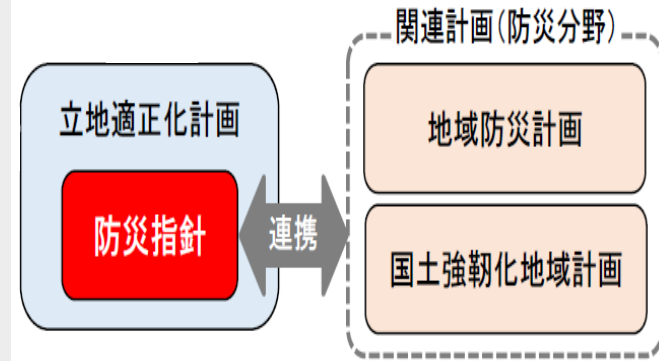 関連計画(防災分野)
立地適正化計画
防災指針
連携
地域防災計画
国土強靭化地域計画